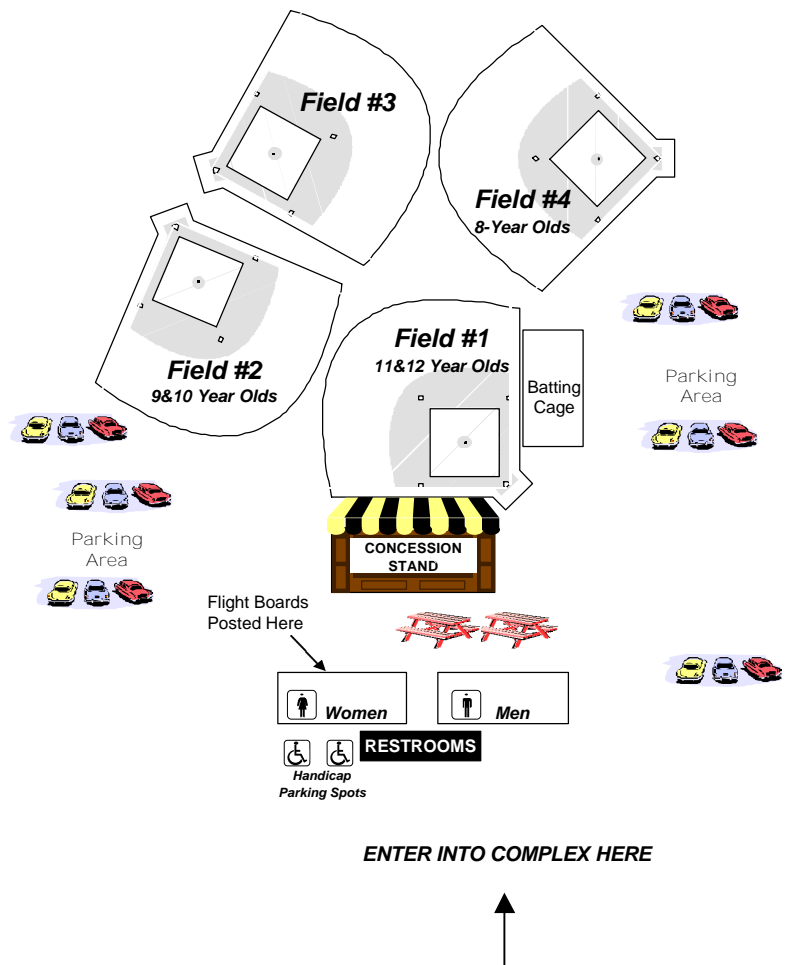 Field #3
Field #4
8-Year Olds
Field #1
11&12 Year Olds
Field #2
9&10 Year Olds
Batting
Cage
Parking
Area
Parking
Area
CONCESSION
STAND
Flight Boards
Posted Here
Women
Men
RESTROOMS
Handicap
Parking Spots
ENTER INTO COMPLEX HERE